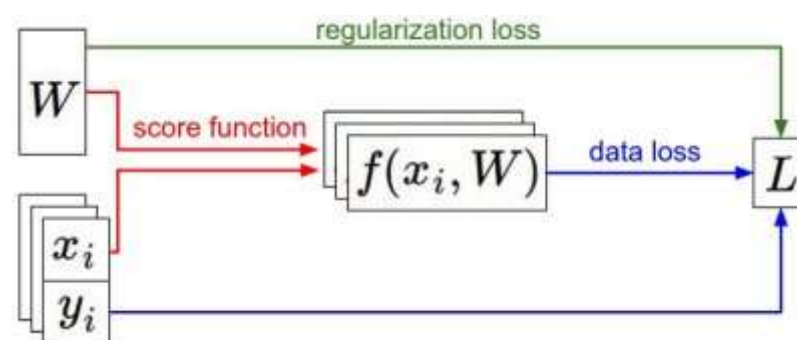 regularization loss
W
score function
f(x_i, W)
data loss
L
x_i
y_i